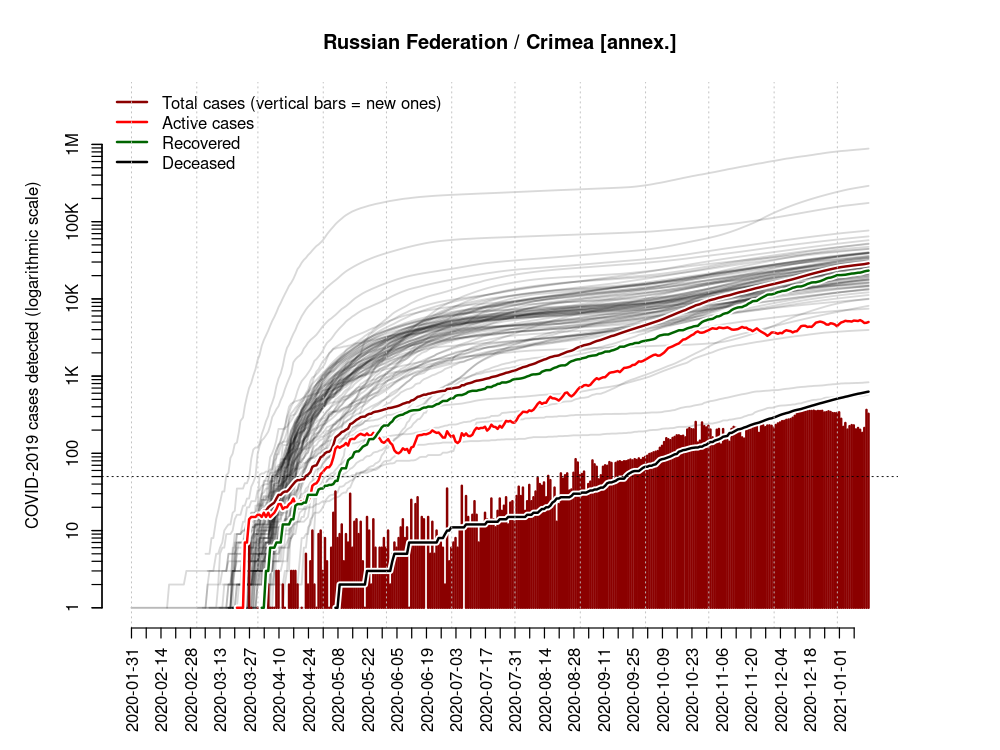 Russian Federation / Crimea [annex.]
Total cases (vertical bars = new ones)
Active cases
Recovered
Deceased
COVID-2019 cases detected (logarithmic scale)
1M
100K
10K
1K
100
10
1
2020-01-31
2020-02-14
2020-02-28
2020-03-13
2020-03-27
2020-04-10
2020-04-24
2020-05-08
2020-05-22
2020-06-05
2020-06-19
2020-07-03
2020-07-17
2020-07-31
2020-08-14
2020-08-28
2020-09-11
2020-09-25
2020-10-09
2020-10-23
2020-11-06
2020-11-20
2020-12-04
2020-12-18
2021-01-01